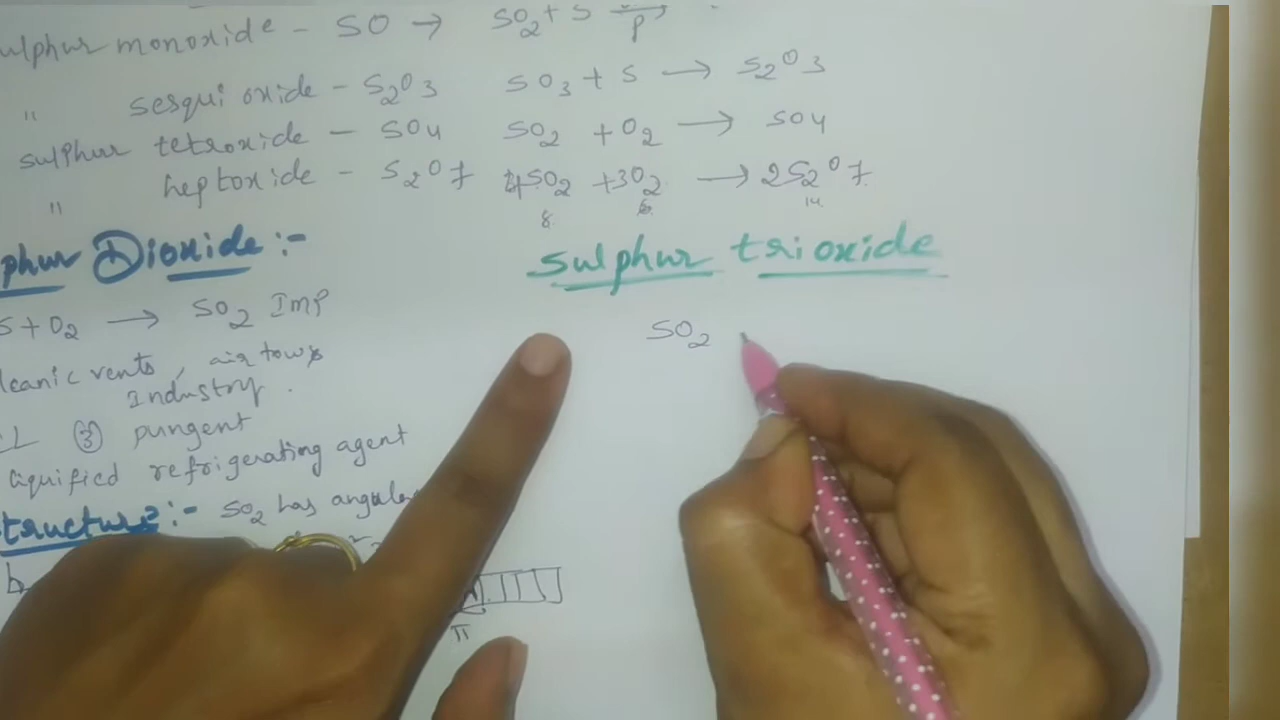 ulphur monoxide - SO → SO2 + S ⇌ P
" sesqui oxide - S2O3 SO3 + S → S2O3
sulphur tetroxide - SO4 SO2 + O2 → SO4
" heptoxide - S2O7 4SO2 + 3O2 → 2S2O7
8 6 14
phur Dioxide :-
S + O2 → SO2 Imp
lcanic vents, air tows
Industry.
③ pungent
liquified refrigerating agent
tructure :- SO2 has angular
π
Sulphur trioxide
SO2